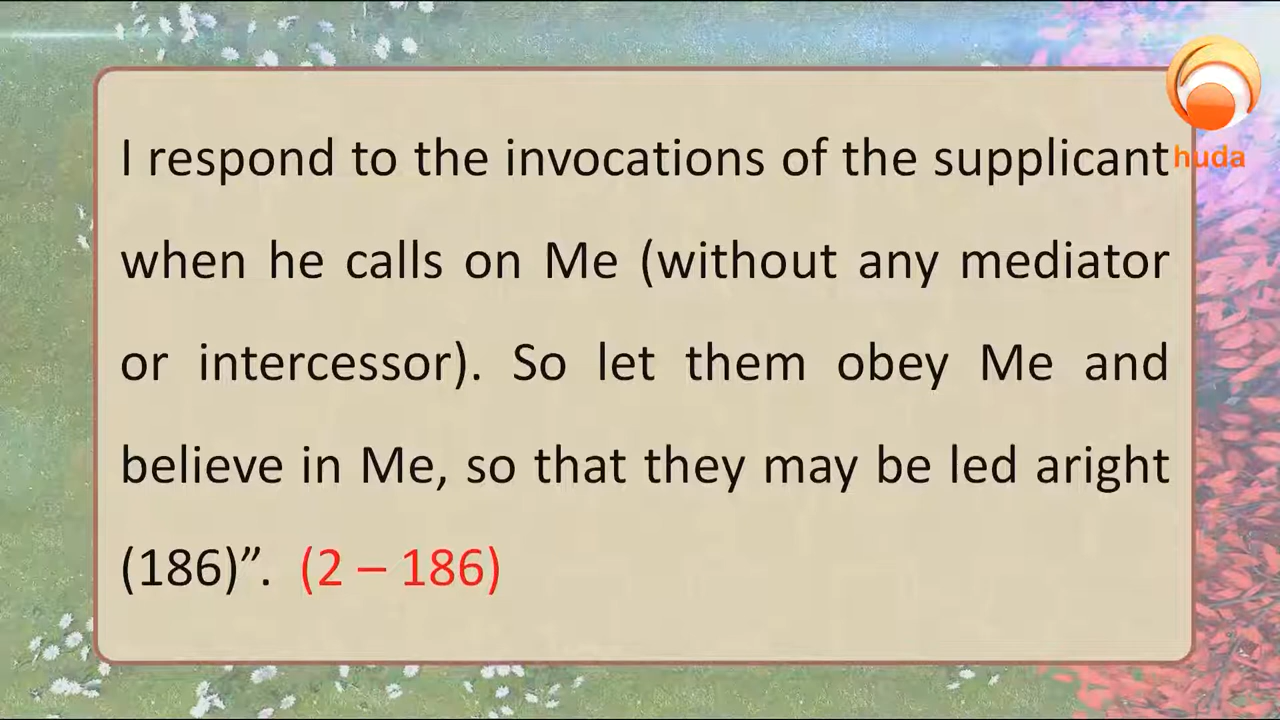 I respond to the invocations of the supplicant
when he calls on Me (without any mediator
or intercessor). So let them obey Me and
believe in Me, so that they may be led aright
(186)”. (2 – 186)
huda